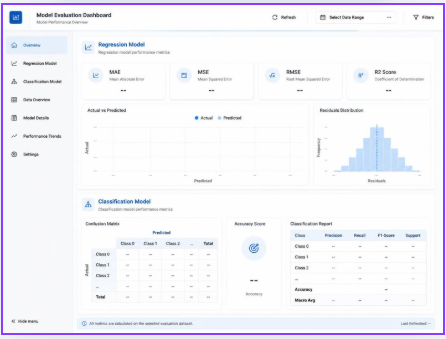 Model Evaluation Dashboard
Model Performance Overview
Refresh
Select Date Range
Filters
Overview
Regression Model
Classification Model
Data Overview
Model Details
Performance Trends
Settings
Hide menu
Regression Model
Regression model performance metrics
MAE
Mean Absolute Error
--
MSE
Mean Squared Error
--
RMSE
Root Mean Squared Error
--
R2 Score
Coefficient of Determination
--
Actual vs Predicted
Actual Predicted
Actual
Predicted
Residuals Distribution
Frequency
Residuals
Classification Model
Classification model performance metrics
Confusion Matrix
Predicted
Class 0 Class 1 Class 2 ... Total
Actual
Class 0 -- -- -- -- --
Class 1 -- -- -- -- --
Class 2 -- -- -- -- --
... -- -- -- -- --
Total -- -- -- -- --
Accuracy Score
--
Accuracy
Classification Report
Class Precision Recall F1-Score Support
Class 0 -- -- -- --
Class 1 -- -- -- --
Class 2 -- -- -- --
... -- -- -- --
Accuracy --
Macro Avg -- -- -- --
All metrics are calculated on the selected evaluation dataset.
Last Refreshed: --